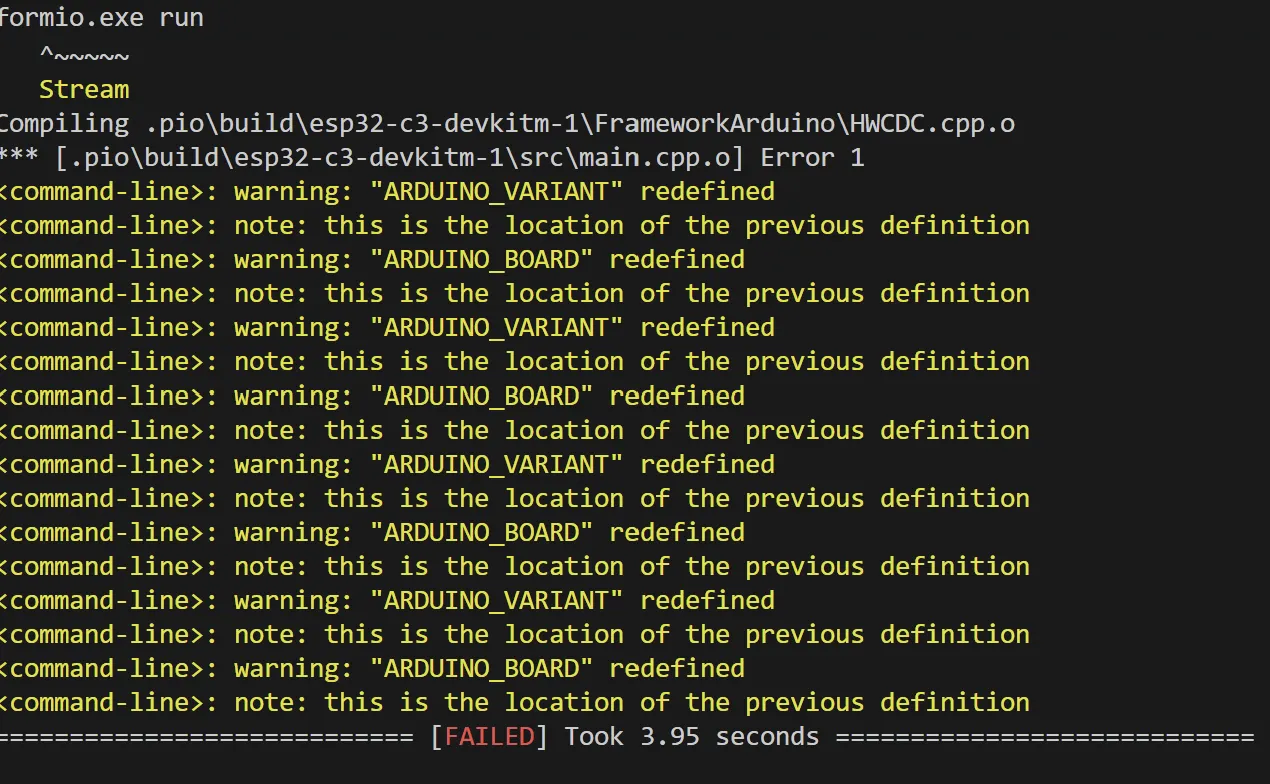 formio.exe run
^~~~~~
Stream
Compiling .pio\build\esp32-c3-devkitm-1\FrameworkArduino\HWCDC.cpp.o
*** [.pio\build\esp32-c3-devkitm-1\src\main.cpp.o] Error 1
<command-line>: warning: "ARDUINO_VARIANT" redefined
<command-line>: note: this is the location of the previous definition
<command-line>: warning: "ARDUINO_BOARD" redefined
<command-line>: note: this is the location of the previous definition
<command-line>: warning: "ARDUINO_VARIANT" redefined
<command-line>: note: this is the location of the previous definition
<command-line>: warning: "ARDUINO_BOARD" redefined
<command-line>: note: this is the location of the previous definition
<command-line>: warning: "ARDUINO_VARIANT" redefined
<command-line>: note: this is the location of the previous definition
<command-line>: warning: "ARDUINO_BOARD" redefined
<command-line>: note: this is the location of the previous definition
<command-line>: warning: "ARDUINO_VARIANT" redefined
<command-line>: note: this is the location of the previous definition
<command-line>: warning: "ARDUINO_BOARD" redefined
<command-line>: note: this is the location of the previous definition
============================ [FAILED] Took 3.95 seconds ============================